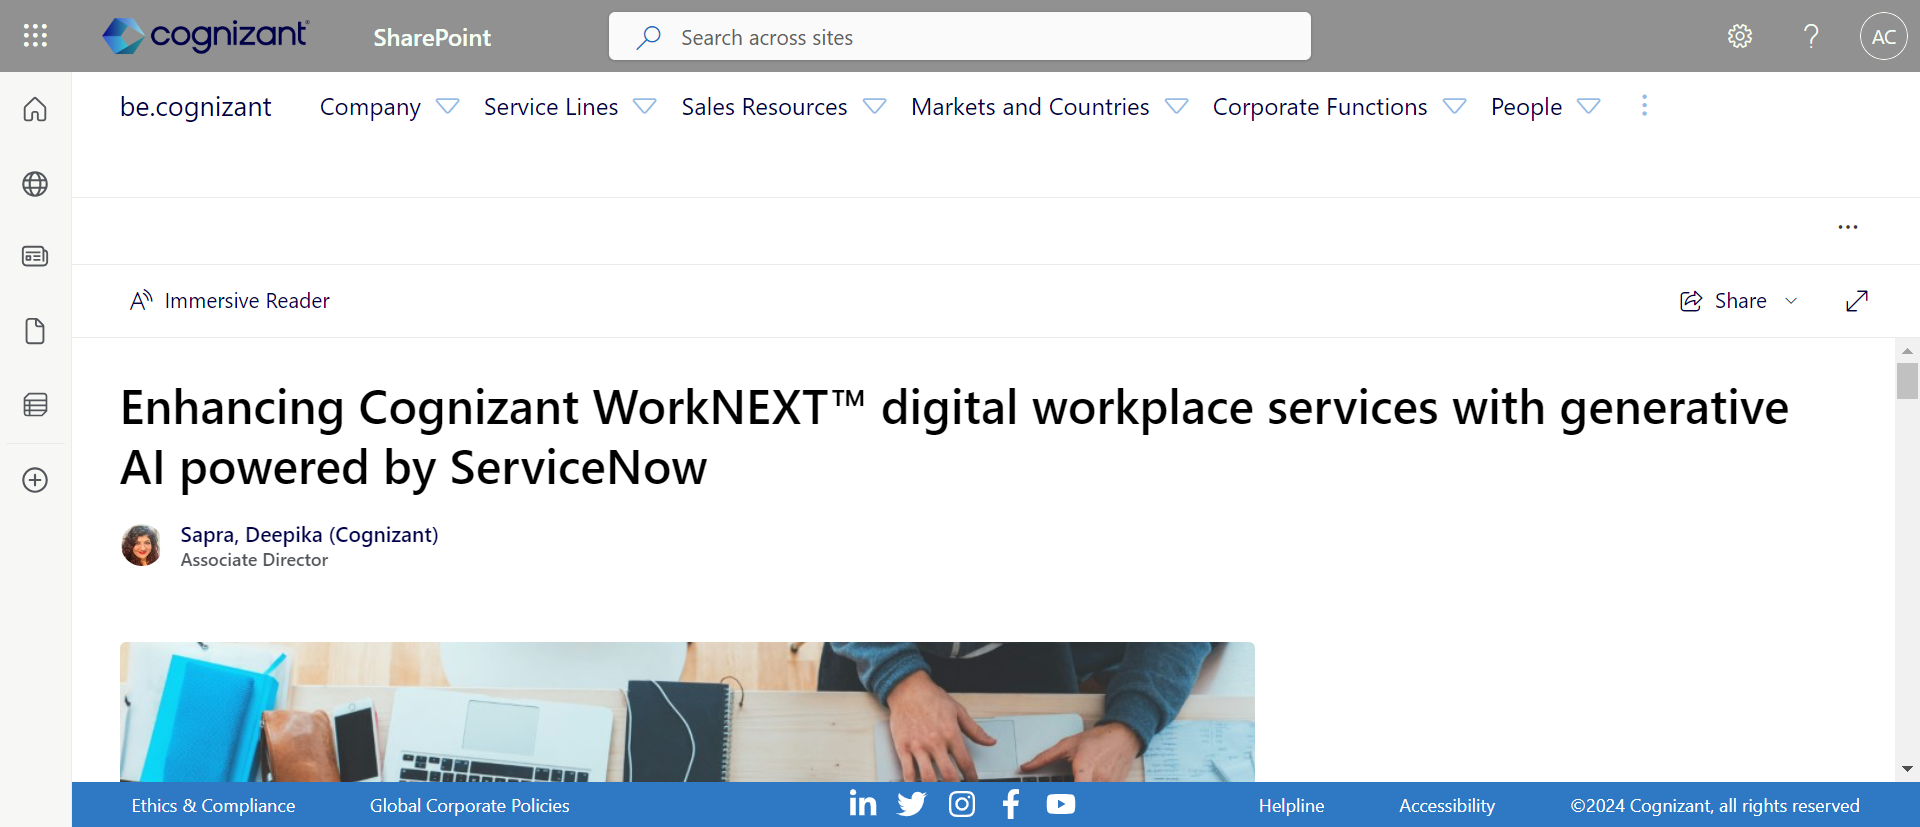 cognizant
SharePoint
Search across sites
AC
be.cognizant
Company
Service Lines
Sales Resources
Markets and Countries
Corporate Functions
People
Immersive Reader
Share
Enhancing Cognizant WorkNEXT™ digital workplace services with generative
AI powered by ServiceNow
Sapra, Deepika (Cognizant)
Associate Director
Ethics & Compliance
Global Corporate Policies
Helpline
Accessibility
©2024 Cognizant, all rights reserved